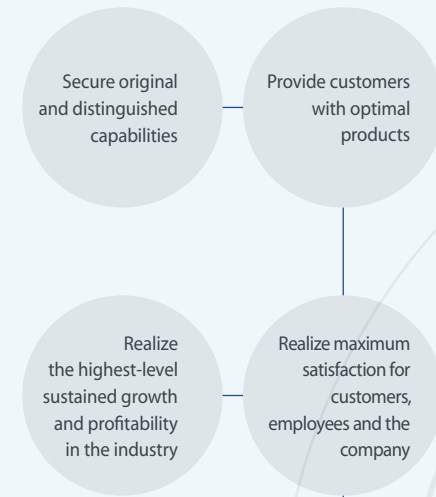 Secure original
and distinguished
capabilities
Provide customers
with optimal
products
Realize
the highest-level
sustained growth
and profitability
in the industry
Realize maximum
satisfaction for
customers,
employees and the
company